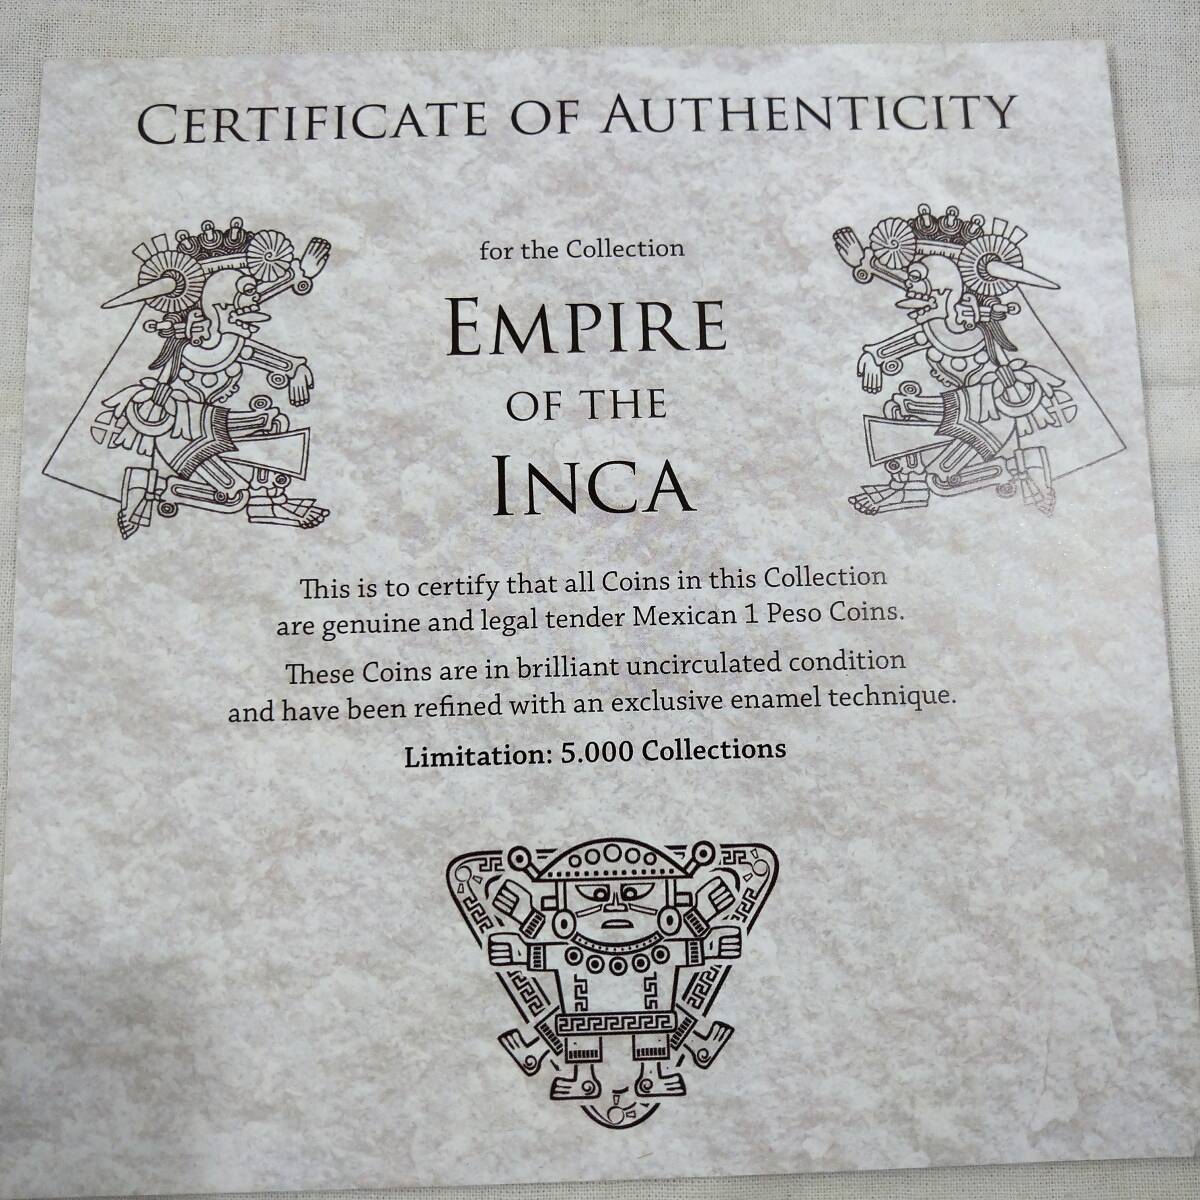 CERTIFICATE OF AUTHENTICITY
for the Collection
EMPIRE
OF THE
INCA
This is to certify that all Coins in this Collection
are genuine and legal tender Mexican 1 Peso Coins.
These Coins are in brilliant uncirculated condition
and have been refined with an exclusive enamel technique.
Limitation: 5.000 Collections